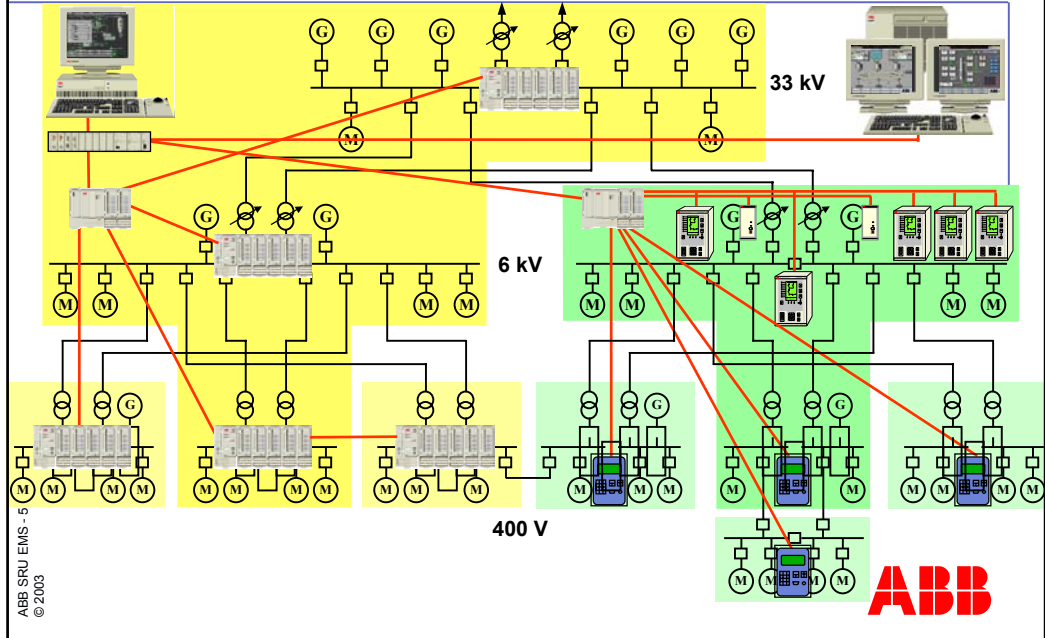 G G G G G G
33 kV
M M
G G G G
6 kV
M M M M M M M M
G G G
M M M M M M M M M M M M M M M M M M M M
400 V
M M M M
ABB SRU EMS - 5
© 2003
ABB